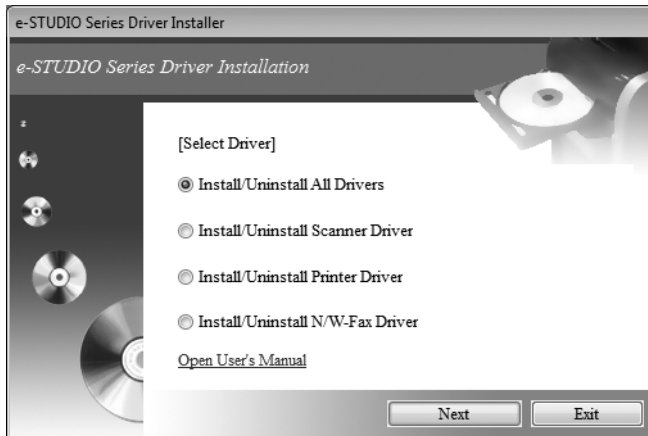 e-STUDIO Series Driver Installer
e-STUDIO Series Driver Installation
[Select Driver]
Install/Uninstall All Drivers
Install/Uninstall Scanner Driver
Install/Uninstall Printer Driver
Install/Uninstall N/W-Fax Driver
Open User's Manual
Next
Exit